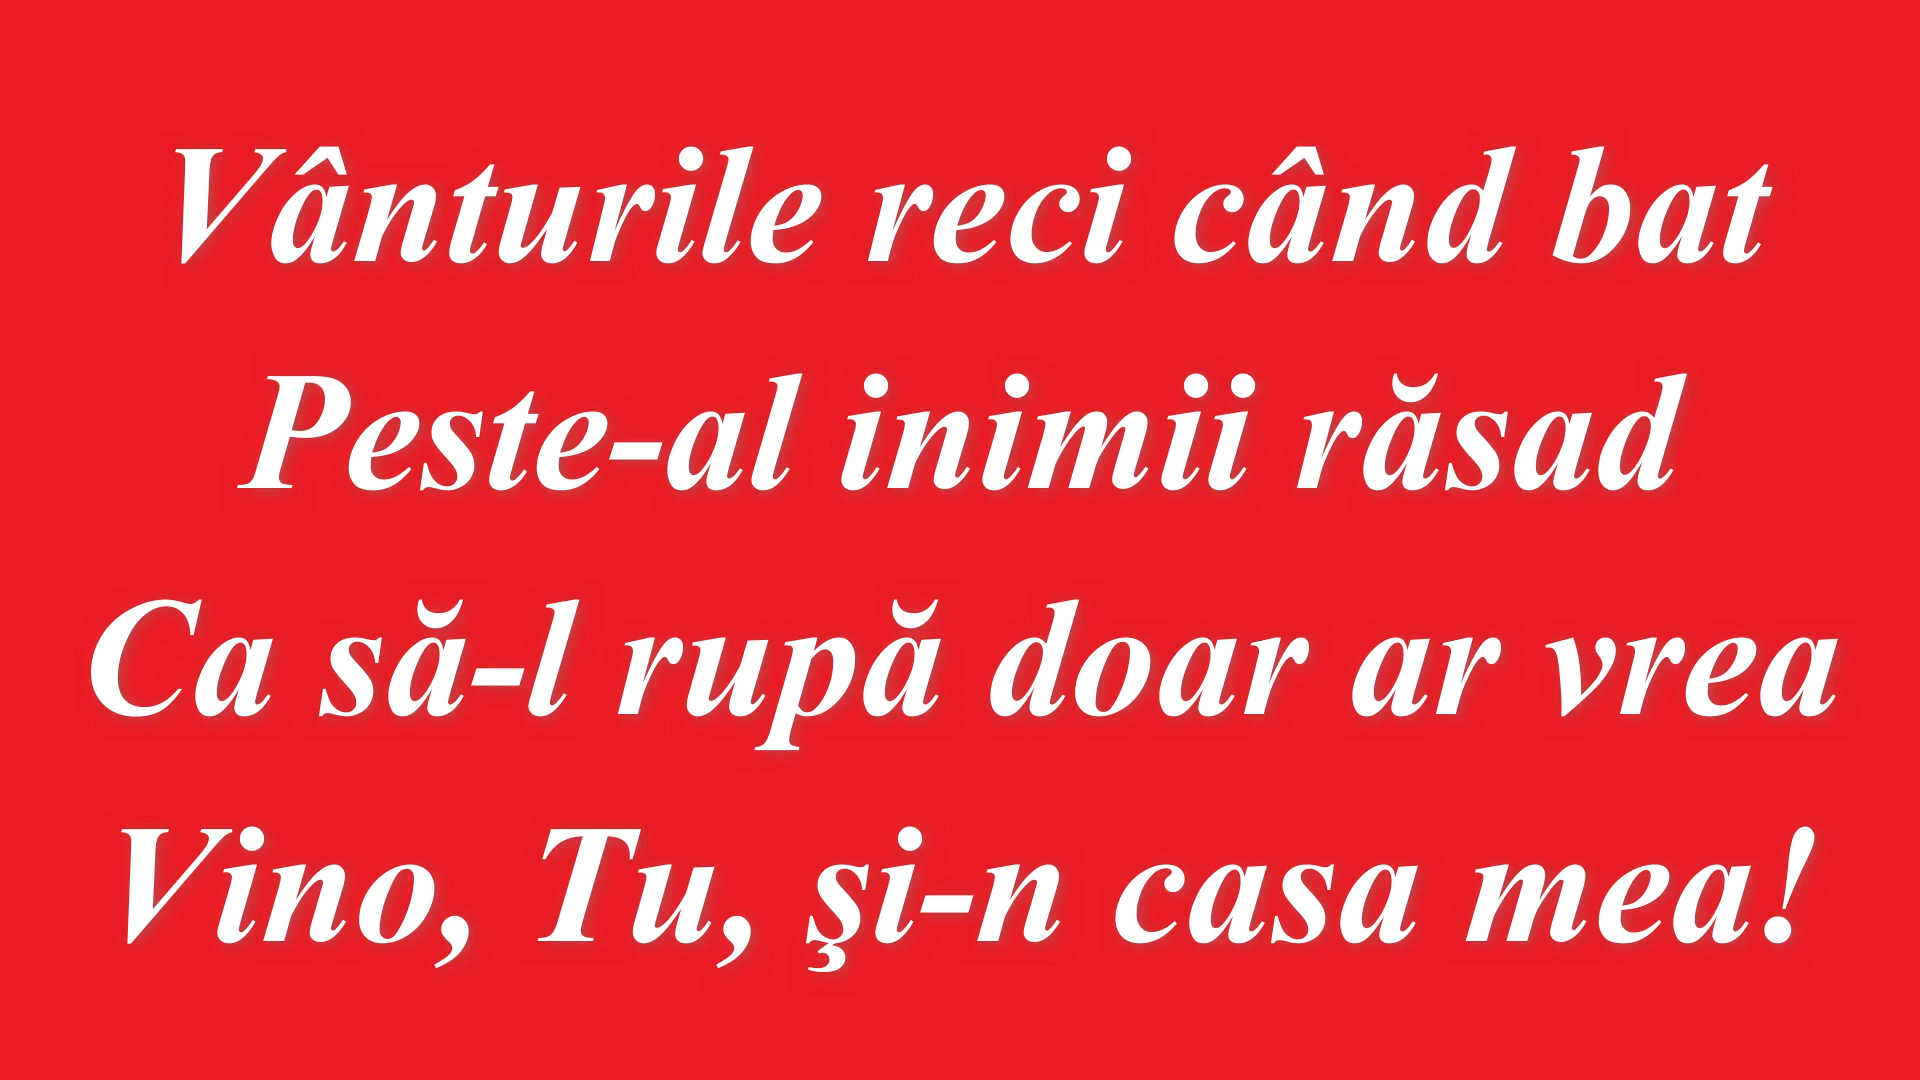 Vânturile reci când bat
Peste-al inimii răsad
Ca să-l rupă doar ar vrea
Vino, Tu, şi-n casa mea!